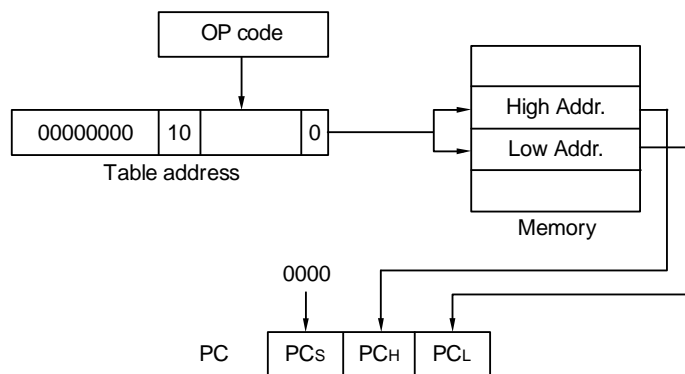 OP code
High Addr.
00000000 10 0
Low Addr.
Table address
Memory
0000
PC PCS PCH PCL